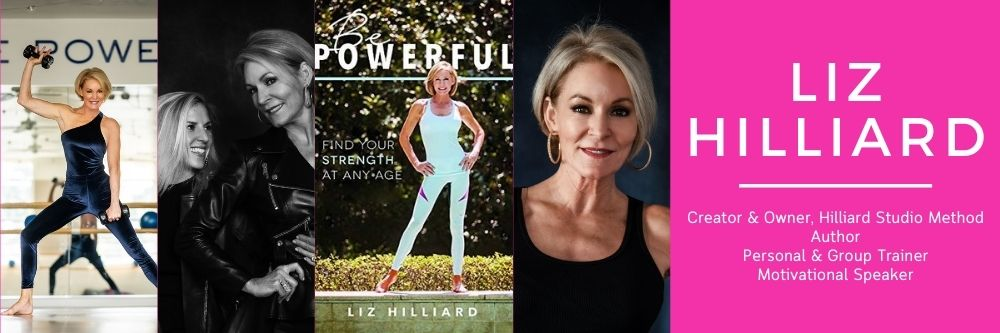 E POWE
Be
POWERFUL
FIND YOUR
STRENGTH
AT ANY AGE
LIZ HILLIARD
LIZ
HILLIARD
Creator & Owner, Hilliard Studio Method
Author
Personal & Group Trainer
Motivational Speaker